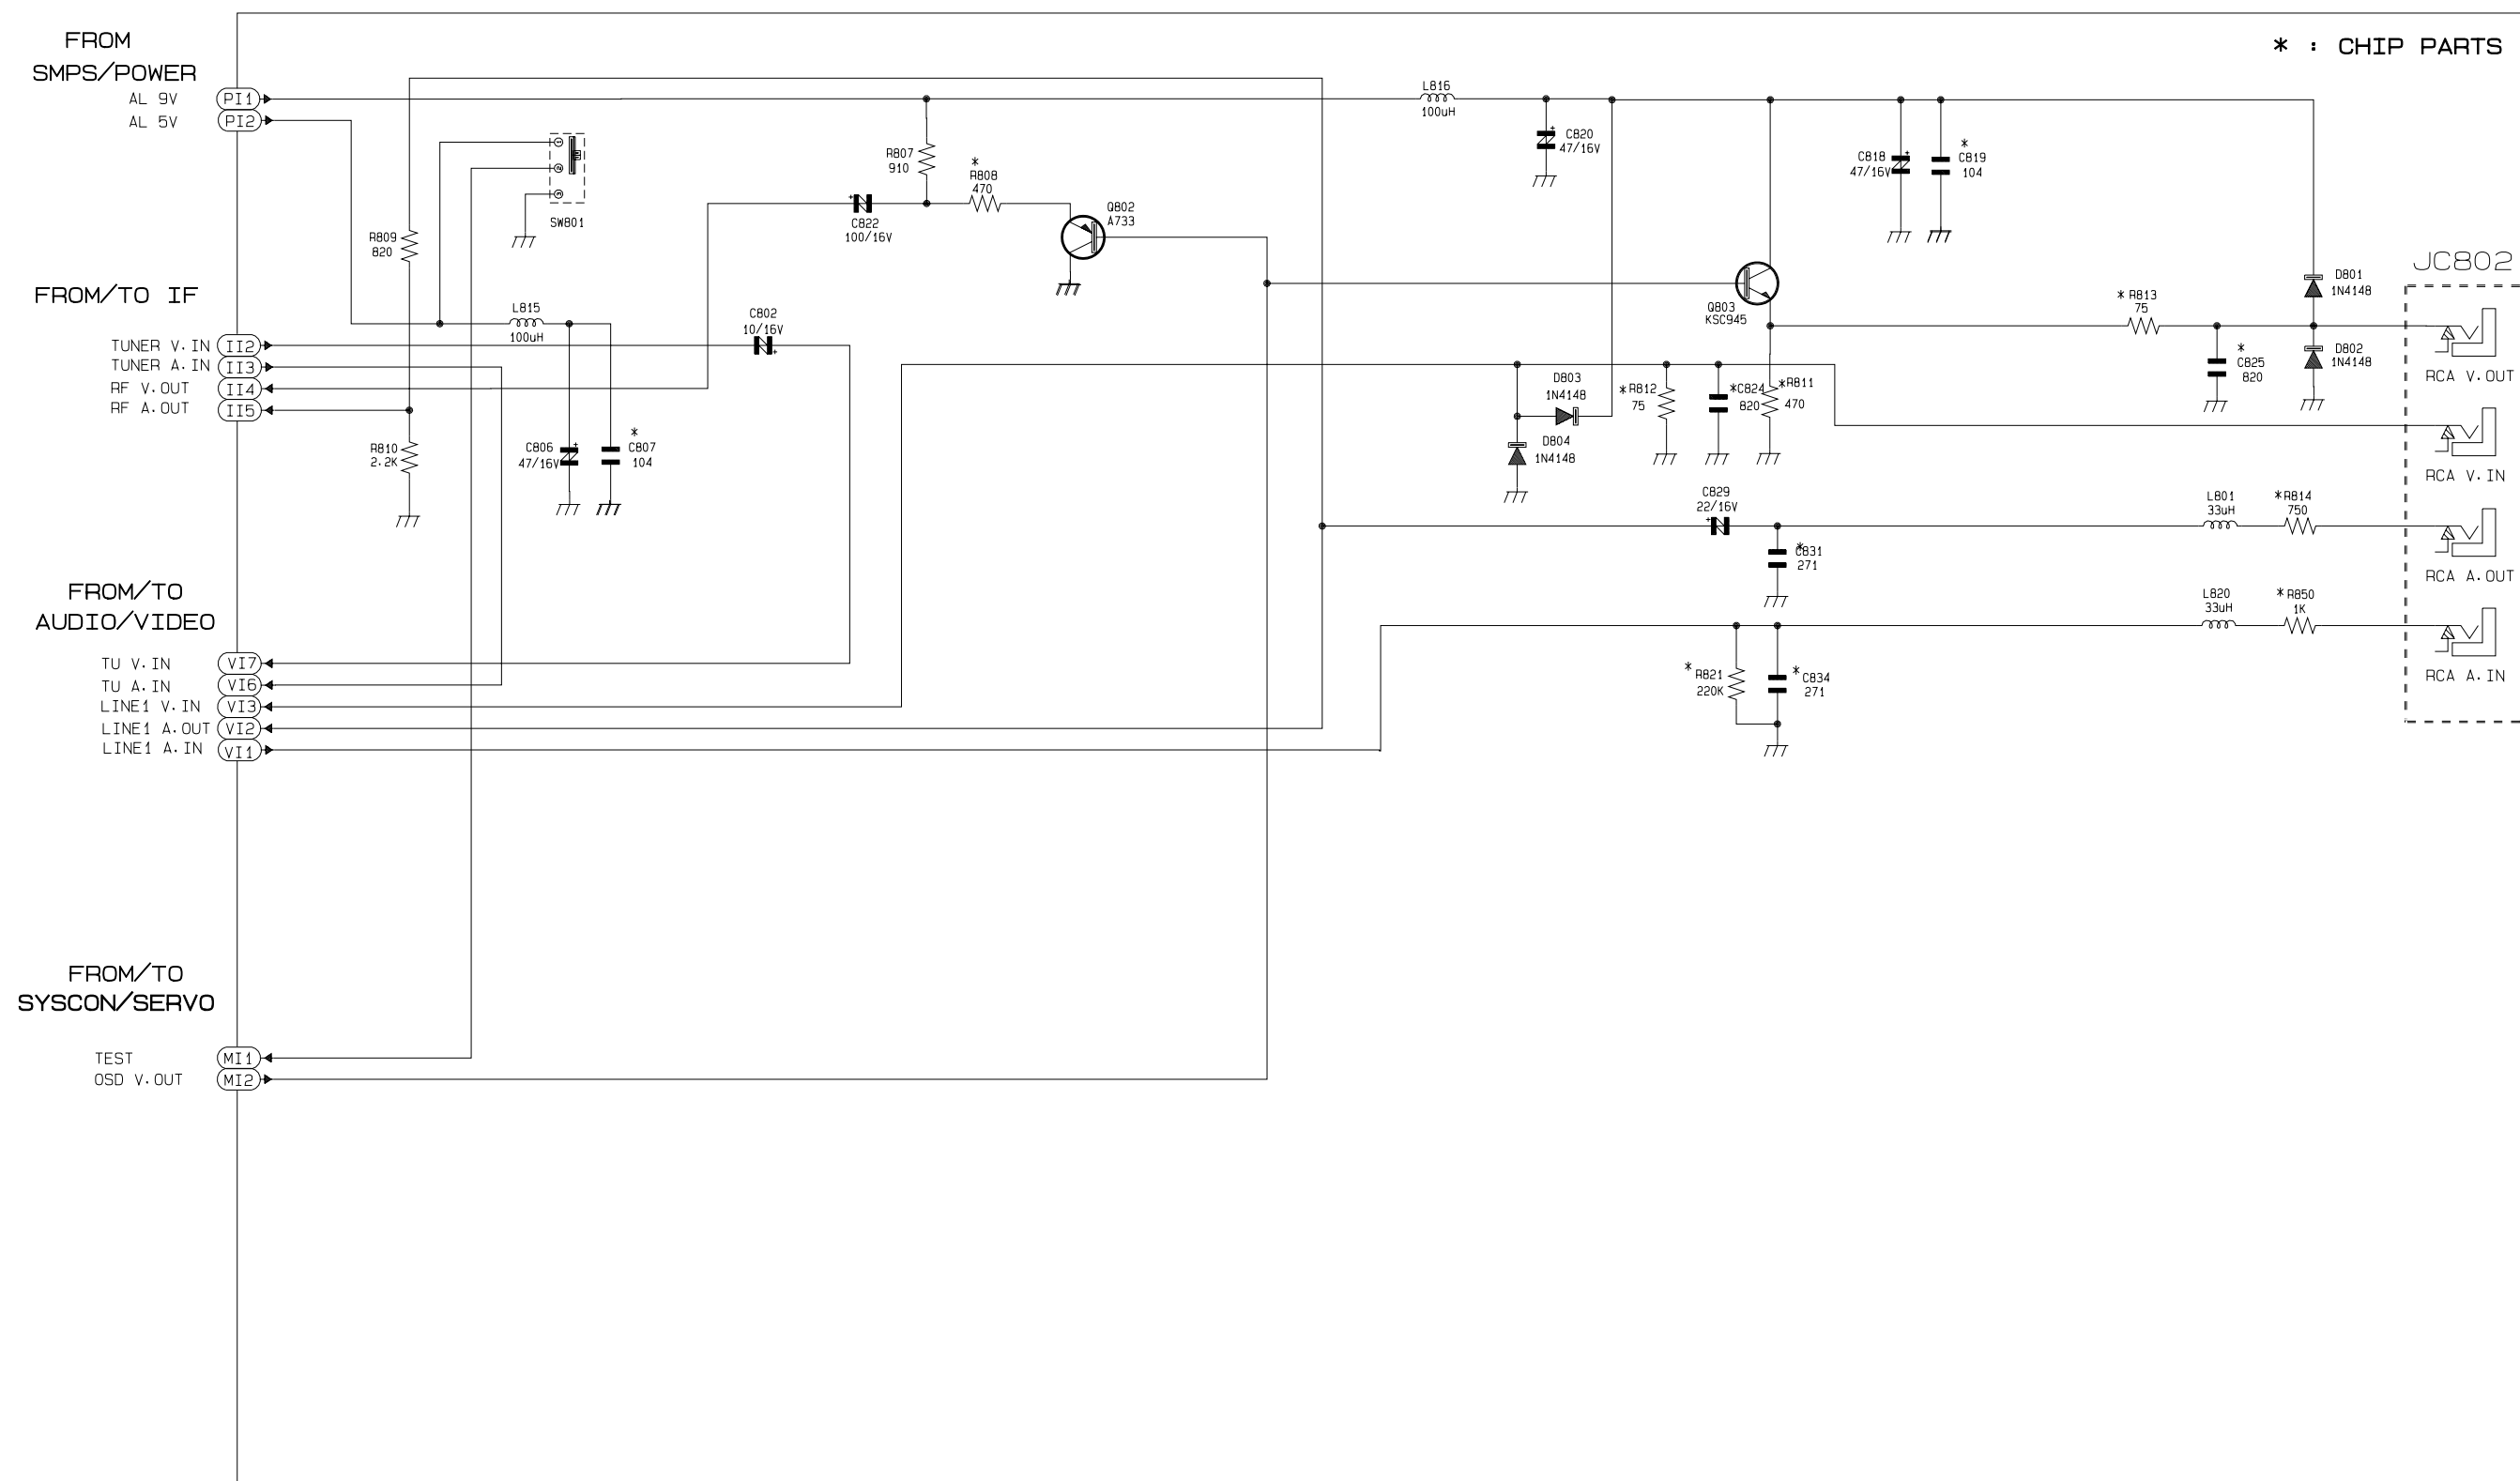 FROM
SMPS/POWER
AL 9V
PI1
AL 5V
PI2
* : CHIP PARTS
L816
100uH
C820
47/16V
R807
910
*
R808
470
C822
100/16V
Q802
A733
SW801
1
2
3
R809
820
C818
47/16V
*
C819
104
JC802
D801
1N4148
* R813
75
Q803
KSC945
D802
1N4148
*
C825
820
RCA V.OUT
FROM/TO IF
TUNER V.IN
II2
TUNER A.IN
II3
RF V.OUT
II4
RF A.OUT
II5
L815
100uH
C802
10/16V
D803
1N4148
*R812
75
*C824
820
*R811
470
D804
1N4148
R810
2.2K
C806
47/16V
*
C807
104
RCA V.IN
C829
22/16V
L801
33uH
*R814
750
*
C831
271
RCA A.OUT
L820
33uH
* R850
1K
FROM/TO
AUDIO/VIDEO
TU V.IN
VI7
TU A.IN
VI6
LINE1 V.IN
VI3
LINE1 A.OUT
VI2
LINE1 A.IN
VI1
* R821
220K
* C834
271
RCA A.IN
FROM/TO
SYSCON/SERVO
TEST
MI1
OSD V.OUT
MI2